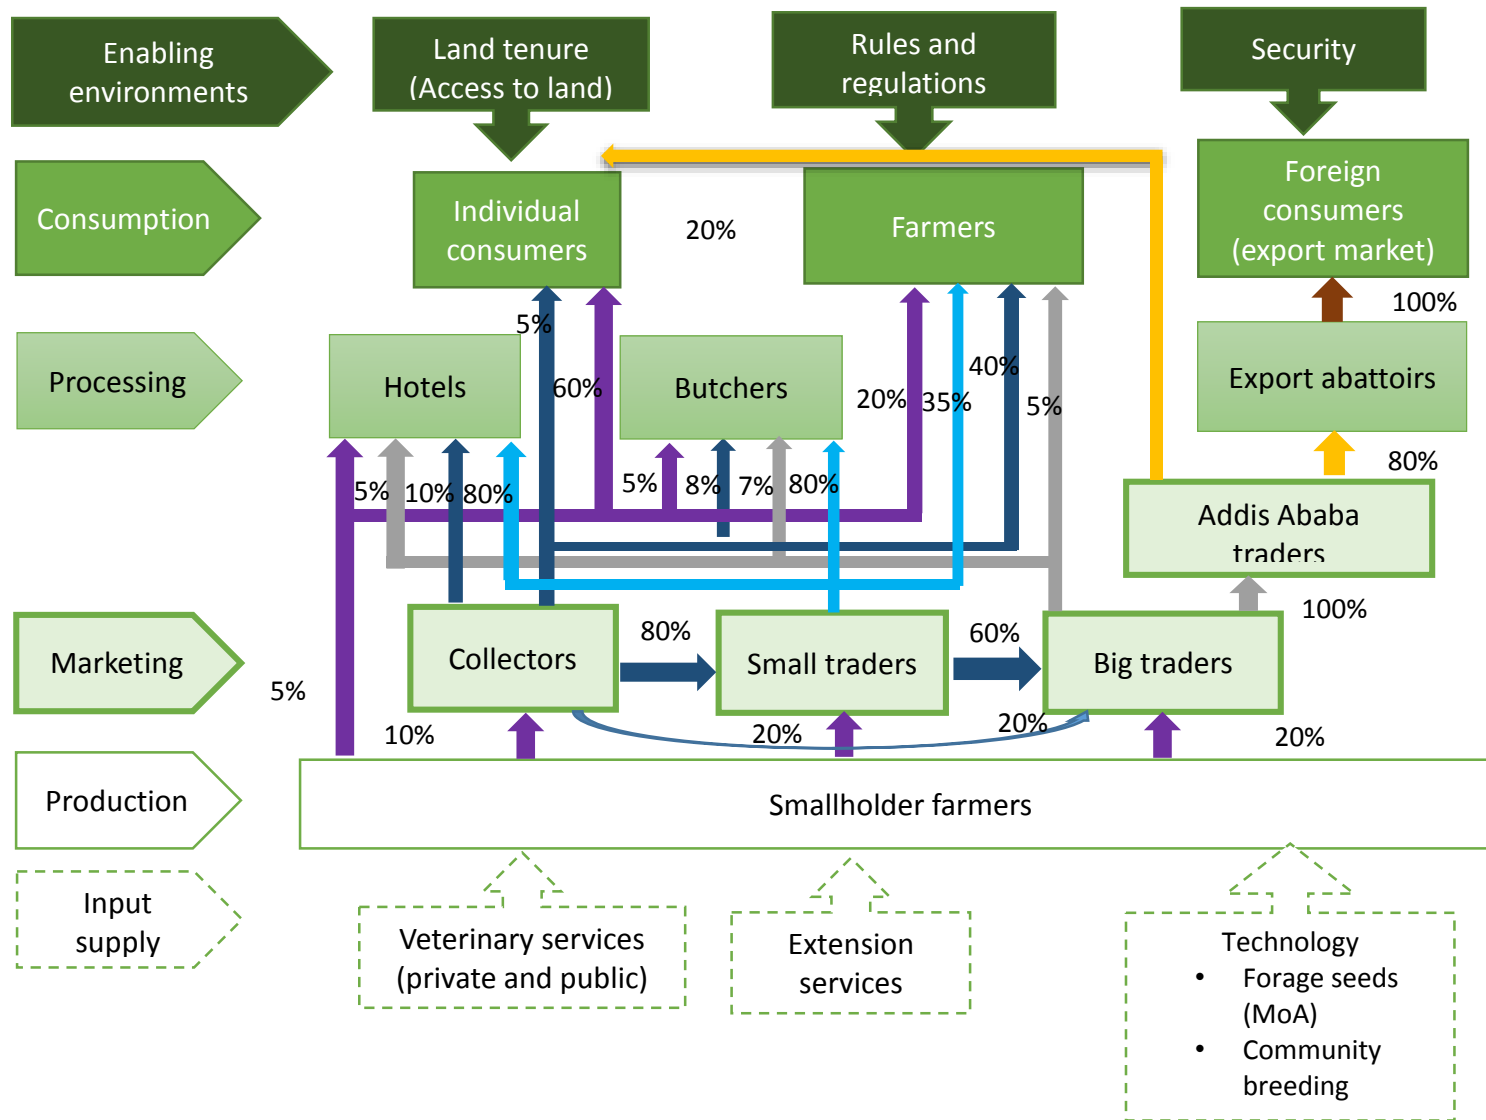 Enabling
environments
Land tenure
(Access to land)
Rules and
regulations
Security
Consumption
Individual
consumers
20%
Farmers
Foreign
consumers
(export market)
100%
Processing
Hotels
5%
60%
Butchers
20%
35%
40%
5%
Export abattoirs
80%
5%
10%
80%
5%
8%
7%
80%
Addis Ababa
traders
100%
Marketing
Collectors
80%
Small traders
60%
Big traders
5%
10%
20%
20%
20%
Production
Smallholder farmers
Input
supply
Veterinary services
(private and public)
Extension
services
Technology
• Forage seeds
(MoA)
• Community
breeding